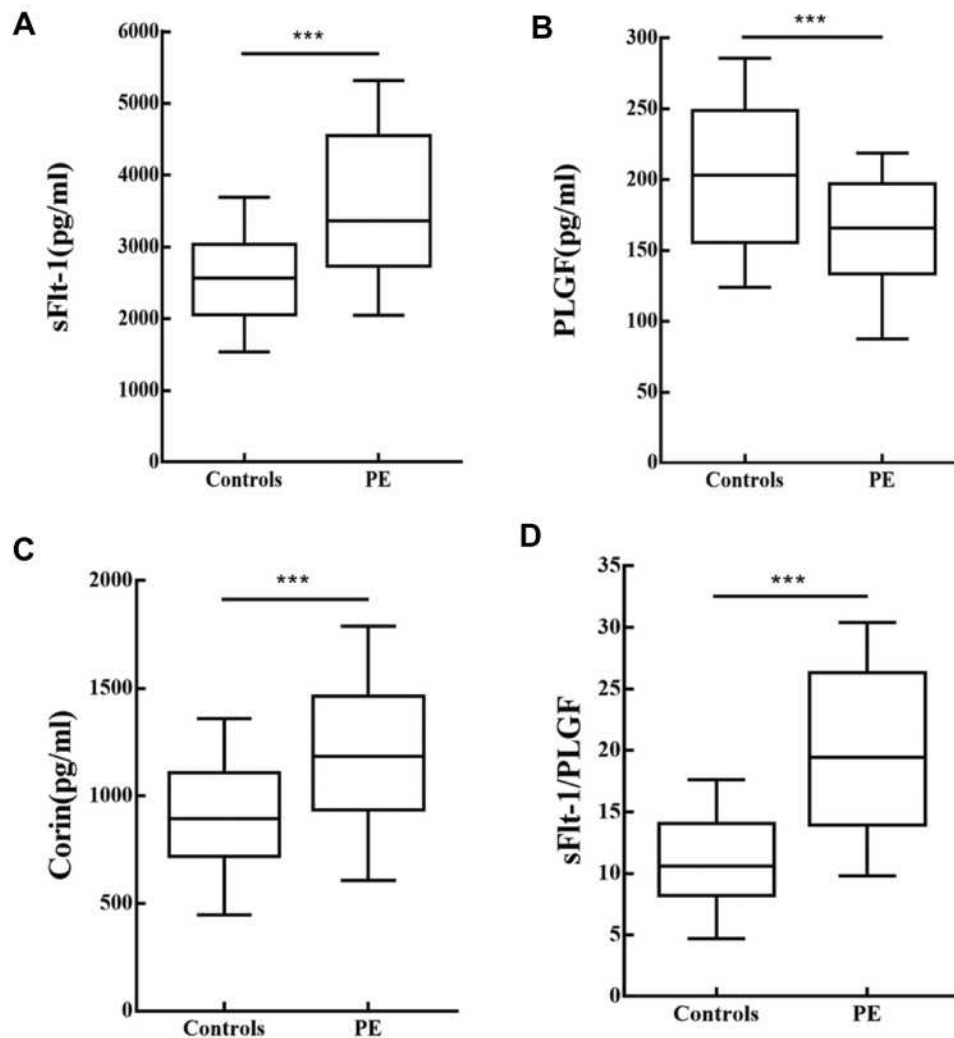 A
sFlt-1(pg/ml)
6000
5000
4000
3000
2000
1000
0
***
Controls PE
B
PLGF(pg/ml)
300
250
200
150
100
50
0
***
Controls PE
C
Corin(pg/ml)
2000
1500
1000
500
0
***
Controls PE
D
sFlt-1/PLGF
35
30
25
20
15
10
5
0
***
Controls PE